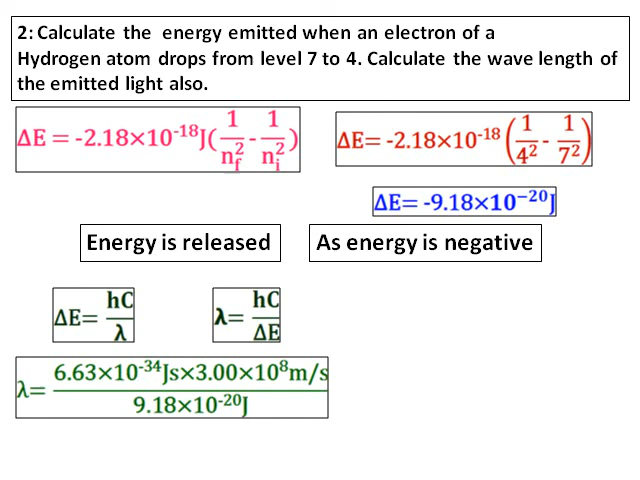 2: Calculate the energy emitted when an electron of a
Hydrogen atom drops from level 7 to 4. Calculate the wave length of
the emitted light also.
ΔE = -2.18×10⁻¹⁸J(1/n_f² - 1/n_i²)
ΔE= -2.18×10⁻¹⁸ (1/4² - 1/7²)
ΔE= -9.18×10⁻²⁰J
Energy is released
As energy is negative
ΔE= hC/λ
λ= hC/ΔE
λ= 6.63×10⁻³⁴Js×3.00×10⁸m/s / 9.18×10⁻²⁰J